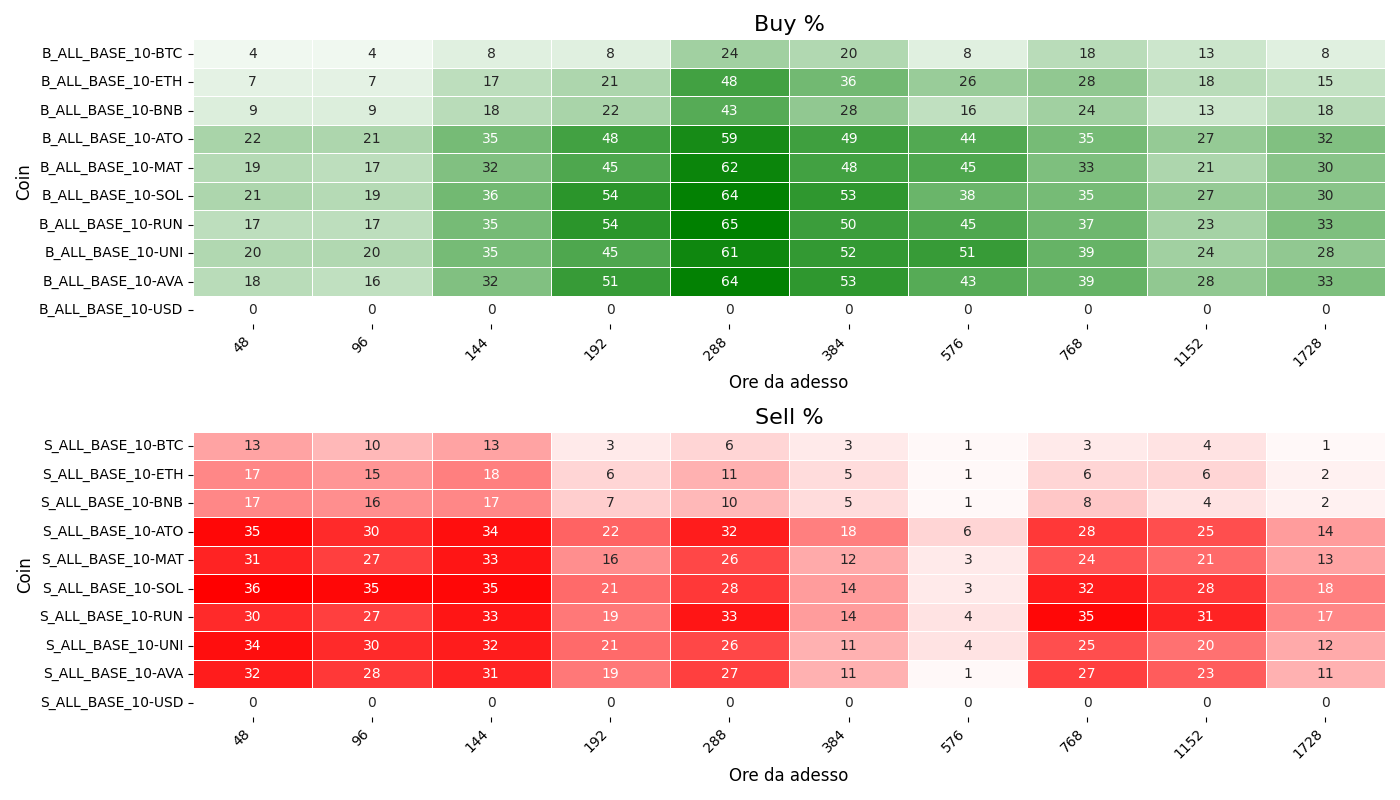 Buy %
Coin
B_ALL_BASE_10-BTC 4 4 8 8 24 20 8 18 13 8
B_ALL_BASE_10-ETH 7 7 17 21 48 36 26 28 18 15
B_ALL_BASE_10-BNB 9 9 18 22 43 28 16 24 13 18
B_ALL_BASE_10-ATO 22 21 35 48 59 49 44 35 27 32
B_ALL_BASE_10-MAT 19 17 32 45 62 48 45 33 21 30
B_ALL_BASE_10-SOL 21 19 36 54 64 53 38 35 27 30
B_ALL_BASE_10-RUN 17 17 35 54 65 50 45 37 23 33
B_ALL_BASE_10-UNI 20 20 35 45 61 52 51 39 24 28
B_ALL_BASE_10-AVA 18 16 32 51 64 53 43 39 28 33
B_ALL_BASE_10-USD 0 0 0 0 0 0 0 0 0 0
48 96 144 192 288 384 576 768 1152 1728
Ore da adesso
Sell %
Coin
S_ALL_BASE_10-BTC 13 10 13 3 6 3 1 3 4 1
S_ALL_BASE_10-ETH 17 15 18 6 11 5 1 6 6 2
S_ALL_BASE_10-BNB 17 16 17 7 10 5 1 8 4 2
S_ALL_BASE_10-ATO 35 30 34 22 32 18 6 28 25 14
S_ALL_BASE_10-MAT 31 27 33 16 26 12 3 24 21 13
S_ALL_BASE_10-SOL 36 35 35 21 28 14 3 32 28 18
S_ALL_BASE_10-RUN 30 27 33 19 33 14 4 35 31 17
S_ALL_BASE_10-UNI 34 30 32 21 26 11 4 25 20 12
S_ALL_BASE_10-AVA 32 28 31 19 27 11 1 27 23 11
S_ALL_BASE_10-USD 0 0 0 0 0 0 0 0 0 0
48 96 144 192 288 384 576 768 1152 1728
Ore da adesso